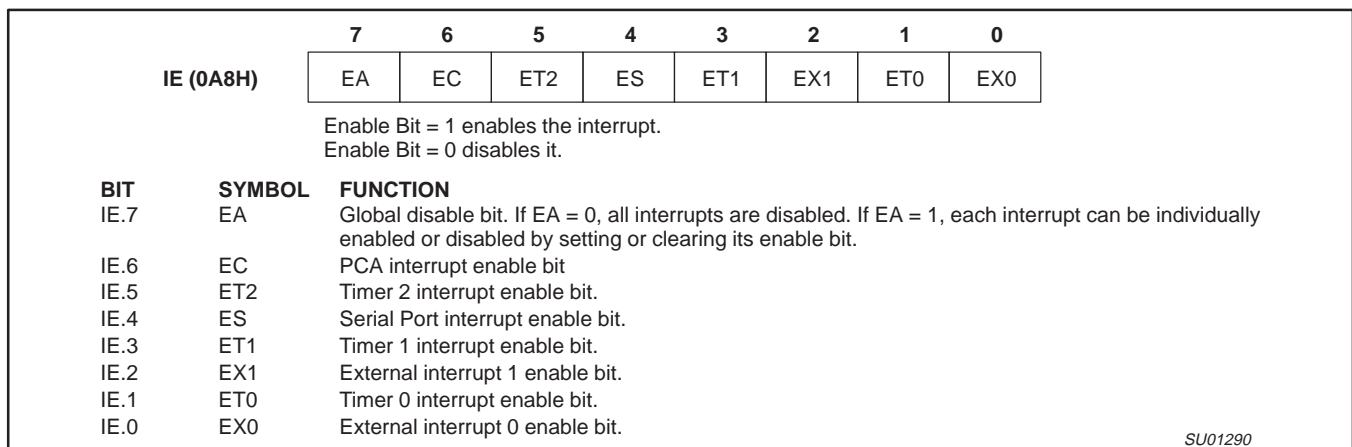 7 6 5 4 3 2 1 0
IE (0A8H) EA EC ET2 ES ET1 EX1 ET0 EX0
Enable Bit = 1 enables the interrupt.
Enable Bit = 0 disables it.
BIT SYMBOL FUNCTION
IE.7 EA Global disable bit. If EA = 0, all interrupts are disabled. If EA = 1, each interrupt can be individually
enabled or disabled by setting or clearing its enable bit.
IE.6 EC PCA interrupt enable bit
IE.5 ET2 Timer 2 interrupt enable bit.
IE.4 ES Serial Port interrupt enable bit.
IE.3 ET1 Timer 1 interrupt enable bit.
IE.2 EX1 External interrupt 1 enable bit.
IE.1 ET0 Timer 0 interrupt enable bit.
IE.0 EX0 External interrupt 0 enable bit.
SU01290